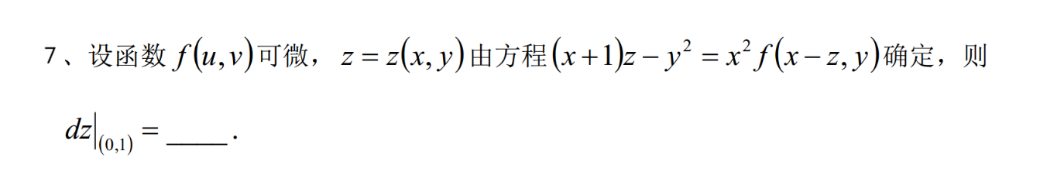 7、设函数 f(u,v)可微， z = z(x, y)由方程(x+1)z − y² = x² f(x − z, y)确定，则
dz|(0,1) = ____ .